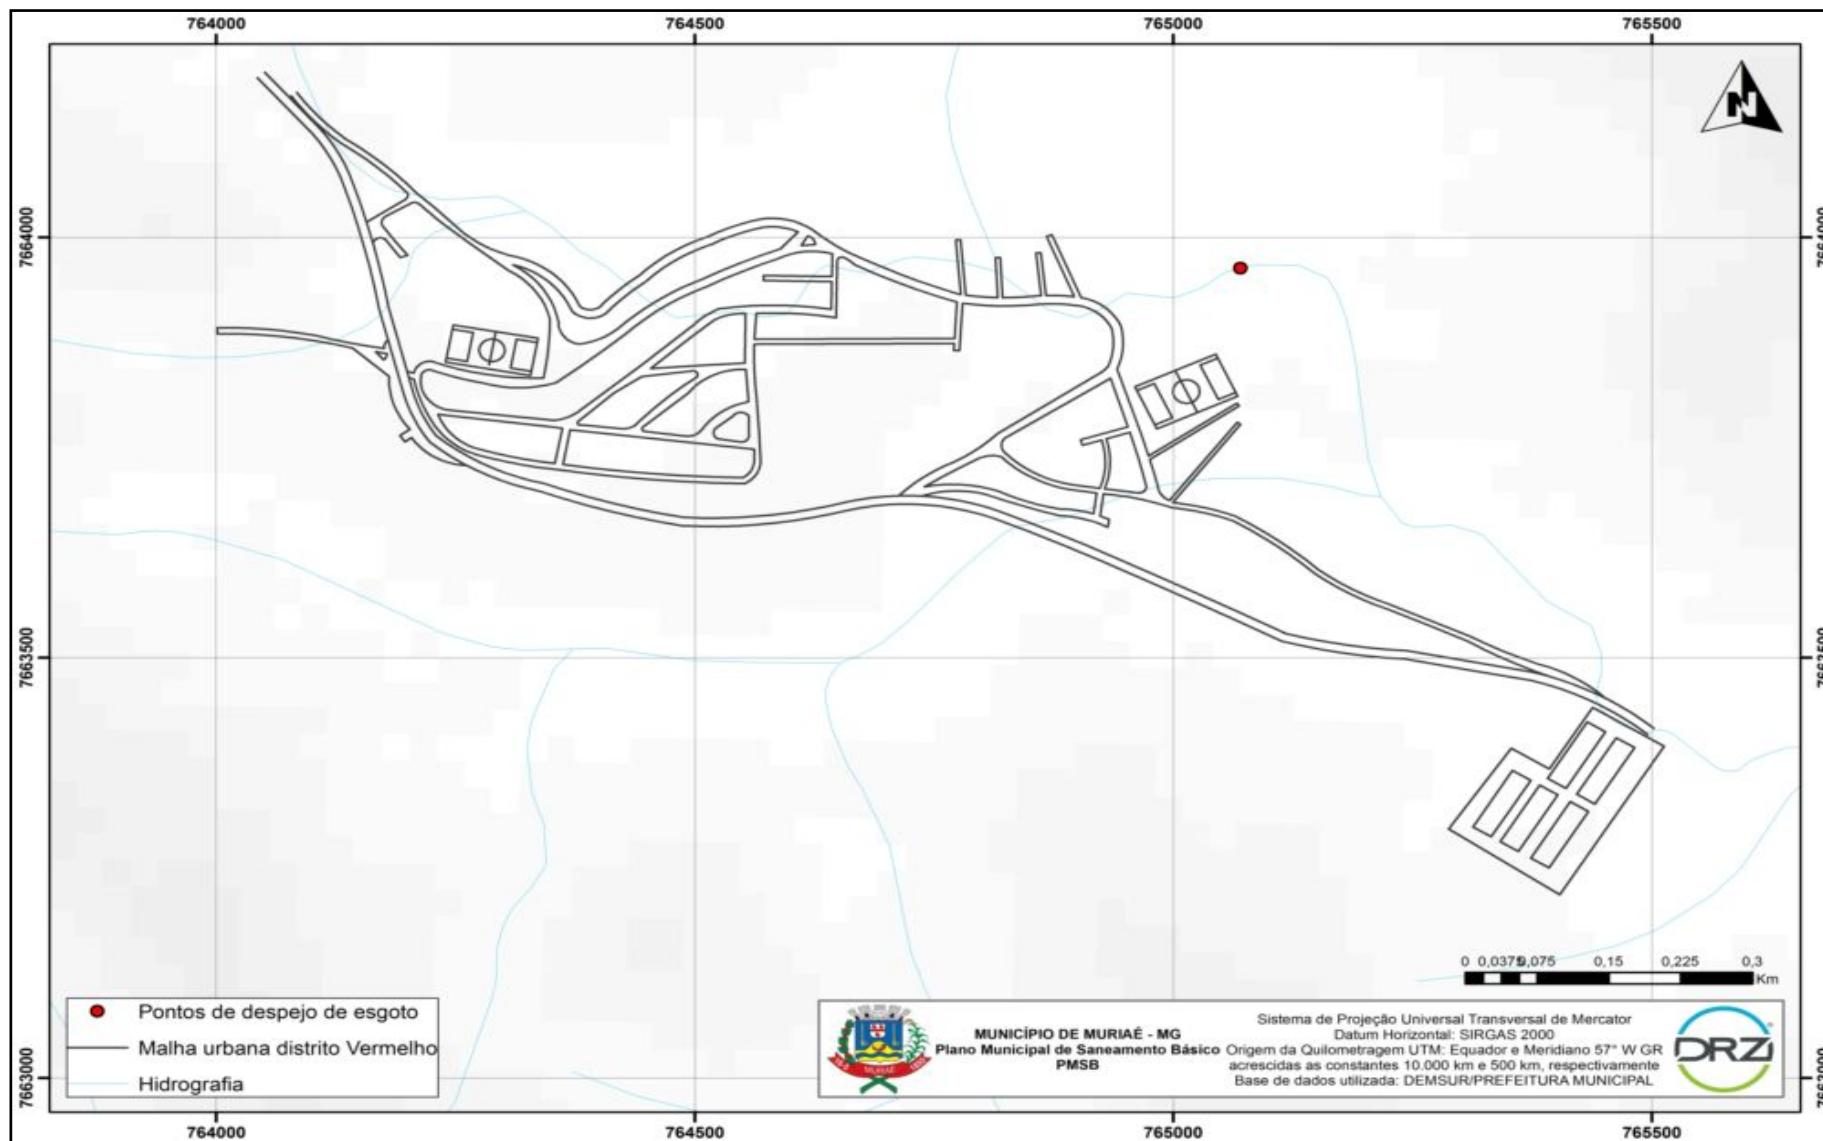 764000 764500 765000 765500
N
7664000
7663500
7663000
0 0,0375 0,075 0,15 0,225 0,3
Km
Pontos de despejo de esgoto
Malha urbana distrito Vermelho
Hidrografia
MUNICÍPIO DE MURIAÉ - MG
Plano Municipal de Saneamento Básico
PMSB
MURIAÉ
Sistema de Projeção Universal Transversal de Mercator
Datum Horizontal: SIRGAS 2000
Origem da Quilometragem UTM: Equador e Meridiano 57° W GR
acrescidas as constantes 10.000 km e 500 km, respectivamente
Base de dados utilizada: DEMSUR/PREFEITURA MUNICIPAL
DRZ
764000 764500 765000 765500